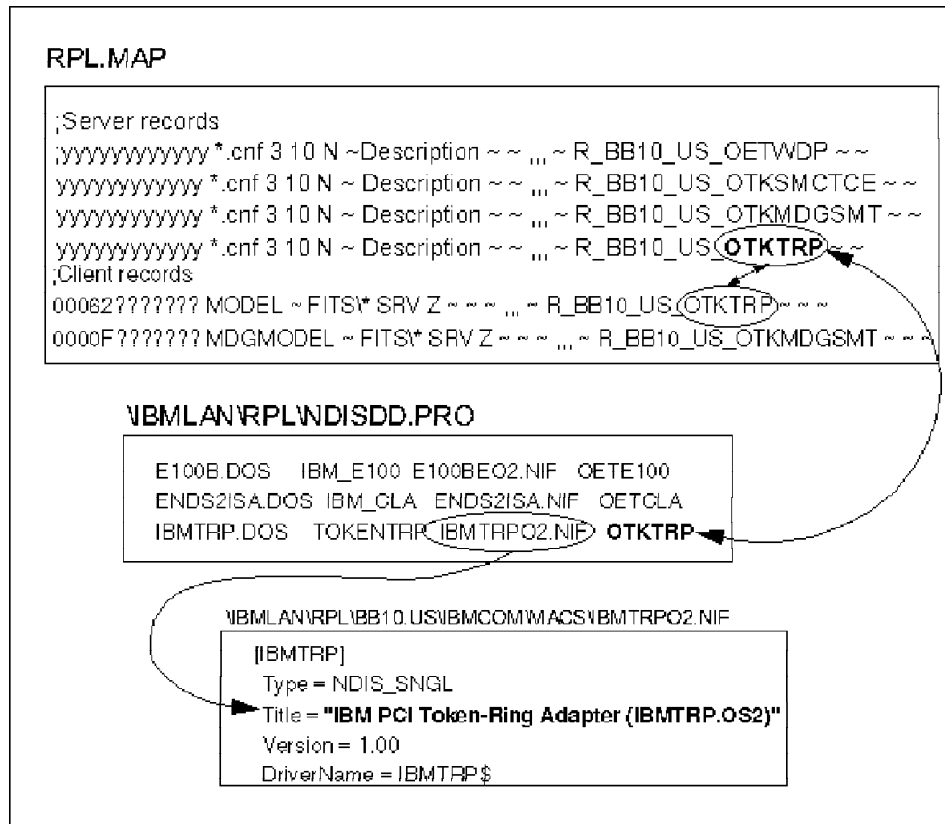 RPL.MAP
;Server records
;yyyyyyyyyyyy *.cnf 3 10 N ~Description ~ ~ ,,, ~ R_BB10_US_OETWDP ~ ~
yyyyyyyyyyyy *.cnf 3 10 N ~ Description ~ ~ ,,, ~ R_BB10_US_OTKSMCTCE ~ ~
yyyyyyyyyyyy *.cnf 3 10 N ~ Description ~ ~ ,,, ~ R_BB10_US_OTKMDGSMT ~ ~
yyyyyyyyyyyy *.cnf 3 10 N ~ Description ~ ~ ,,, ~ R_BB10_US_OTKTRP ~ ~
;Client records
00062??????? MODEL ~ FITS\* SRV Z ~ ~ ~ ,,, ~ R_BB10_US_OTKTRP ~ ~ ~
0000F??????? MDGMODEL ~ FITS\* SRV Z ~ ~ ~ ,,, ~ R_BB10_US_OTKMDGSMT ~ ~ ~
\IBMLAN\RPL\NDISDD.PRO
E100B.DOS IBM_E100 E100BEO2.NIF OETE100
ENDS2ISA.DOS IBM_CLA ENDS2ISA.NIF OETCLA
IBMTRP.DOS TOKENTRP IBMTRPO2.NIF OTKTRP
\IBMLAN\RPL\BB10.US\IBMCOM\MACS\IBMTRPO2.NIF
[IBMTRP]
Type = NDIS_SNGL
Title = "IBM PCI Token-Ring Adapter (IBMTRP.OS2)"
Version = 1.00
DriverName = IBMTRP$